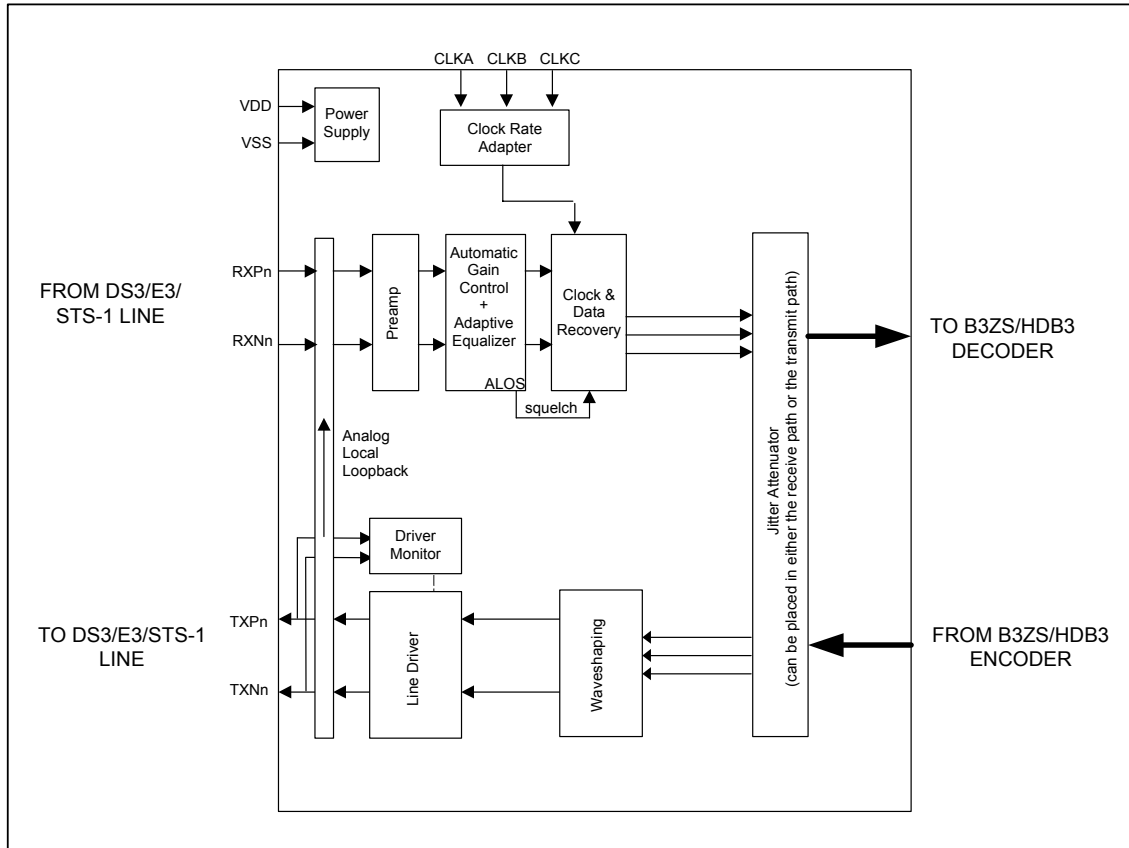 CLKA CLKB CLKC
VDD
VSS
Power
Supply
Clock Rate
Adapter
FROM DS3/E3/
STS-1 LINE
RXPn
RXNn
Preamp
Automatic
Gain
Control
+
Adaptive
Equalizer
ALOS
squelch
Clock &
Data
Recovery
Jitter Attenuator
(can be placed in either the receive path or the transmit path)
TO B3ZS/HDB3
DECODER
Analog
Local
Loopback
Driver
Monitor
TO DS3/E3/STS-1
LINE
TXPn
TXNn
Line Driver
Waveshaping
FROM B3ZS/HDB3
ENCODER